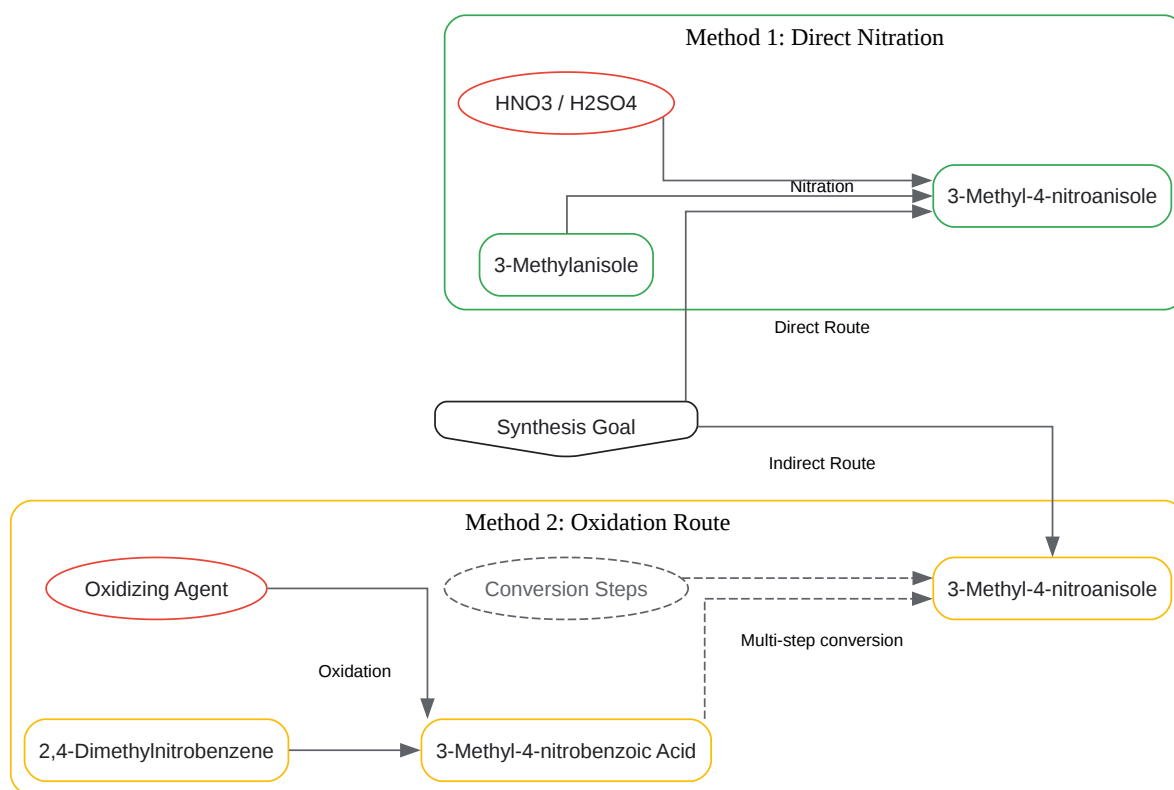 Method 1: Direct Nitration
HNO3 / H2SO4
Nitration
3-Methyl-4-nitroanisole
3-Methylanisole
Direct Route
Synthesis Goal
Indirect Route
Method 2: Oxidation Route
Oxidizing Agent
Conversion Steps
3-Methyl-4-nitroanisole
Multi-step conversion
Oxidation
2,4-Dimethylnitrobenzene
3-Methyl-4-nitrobenzoic Acid